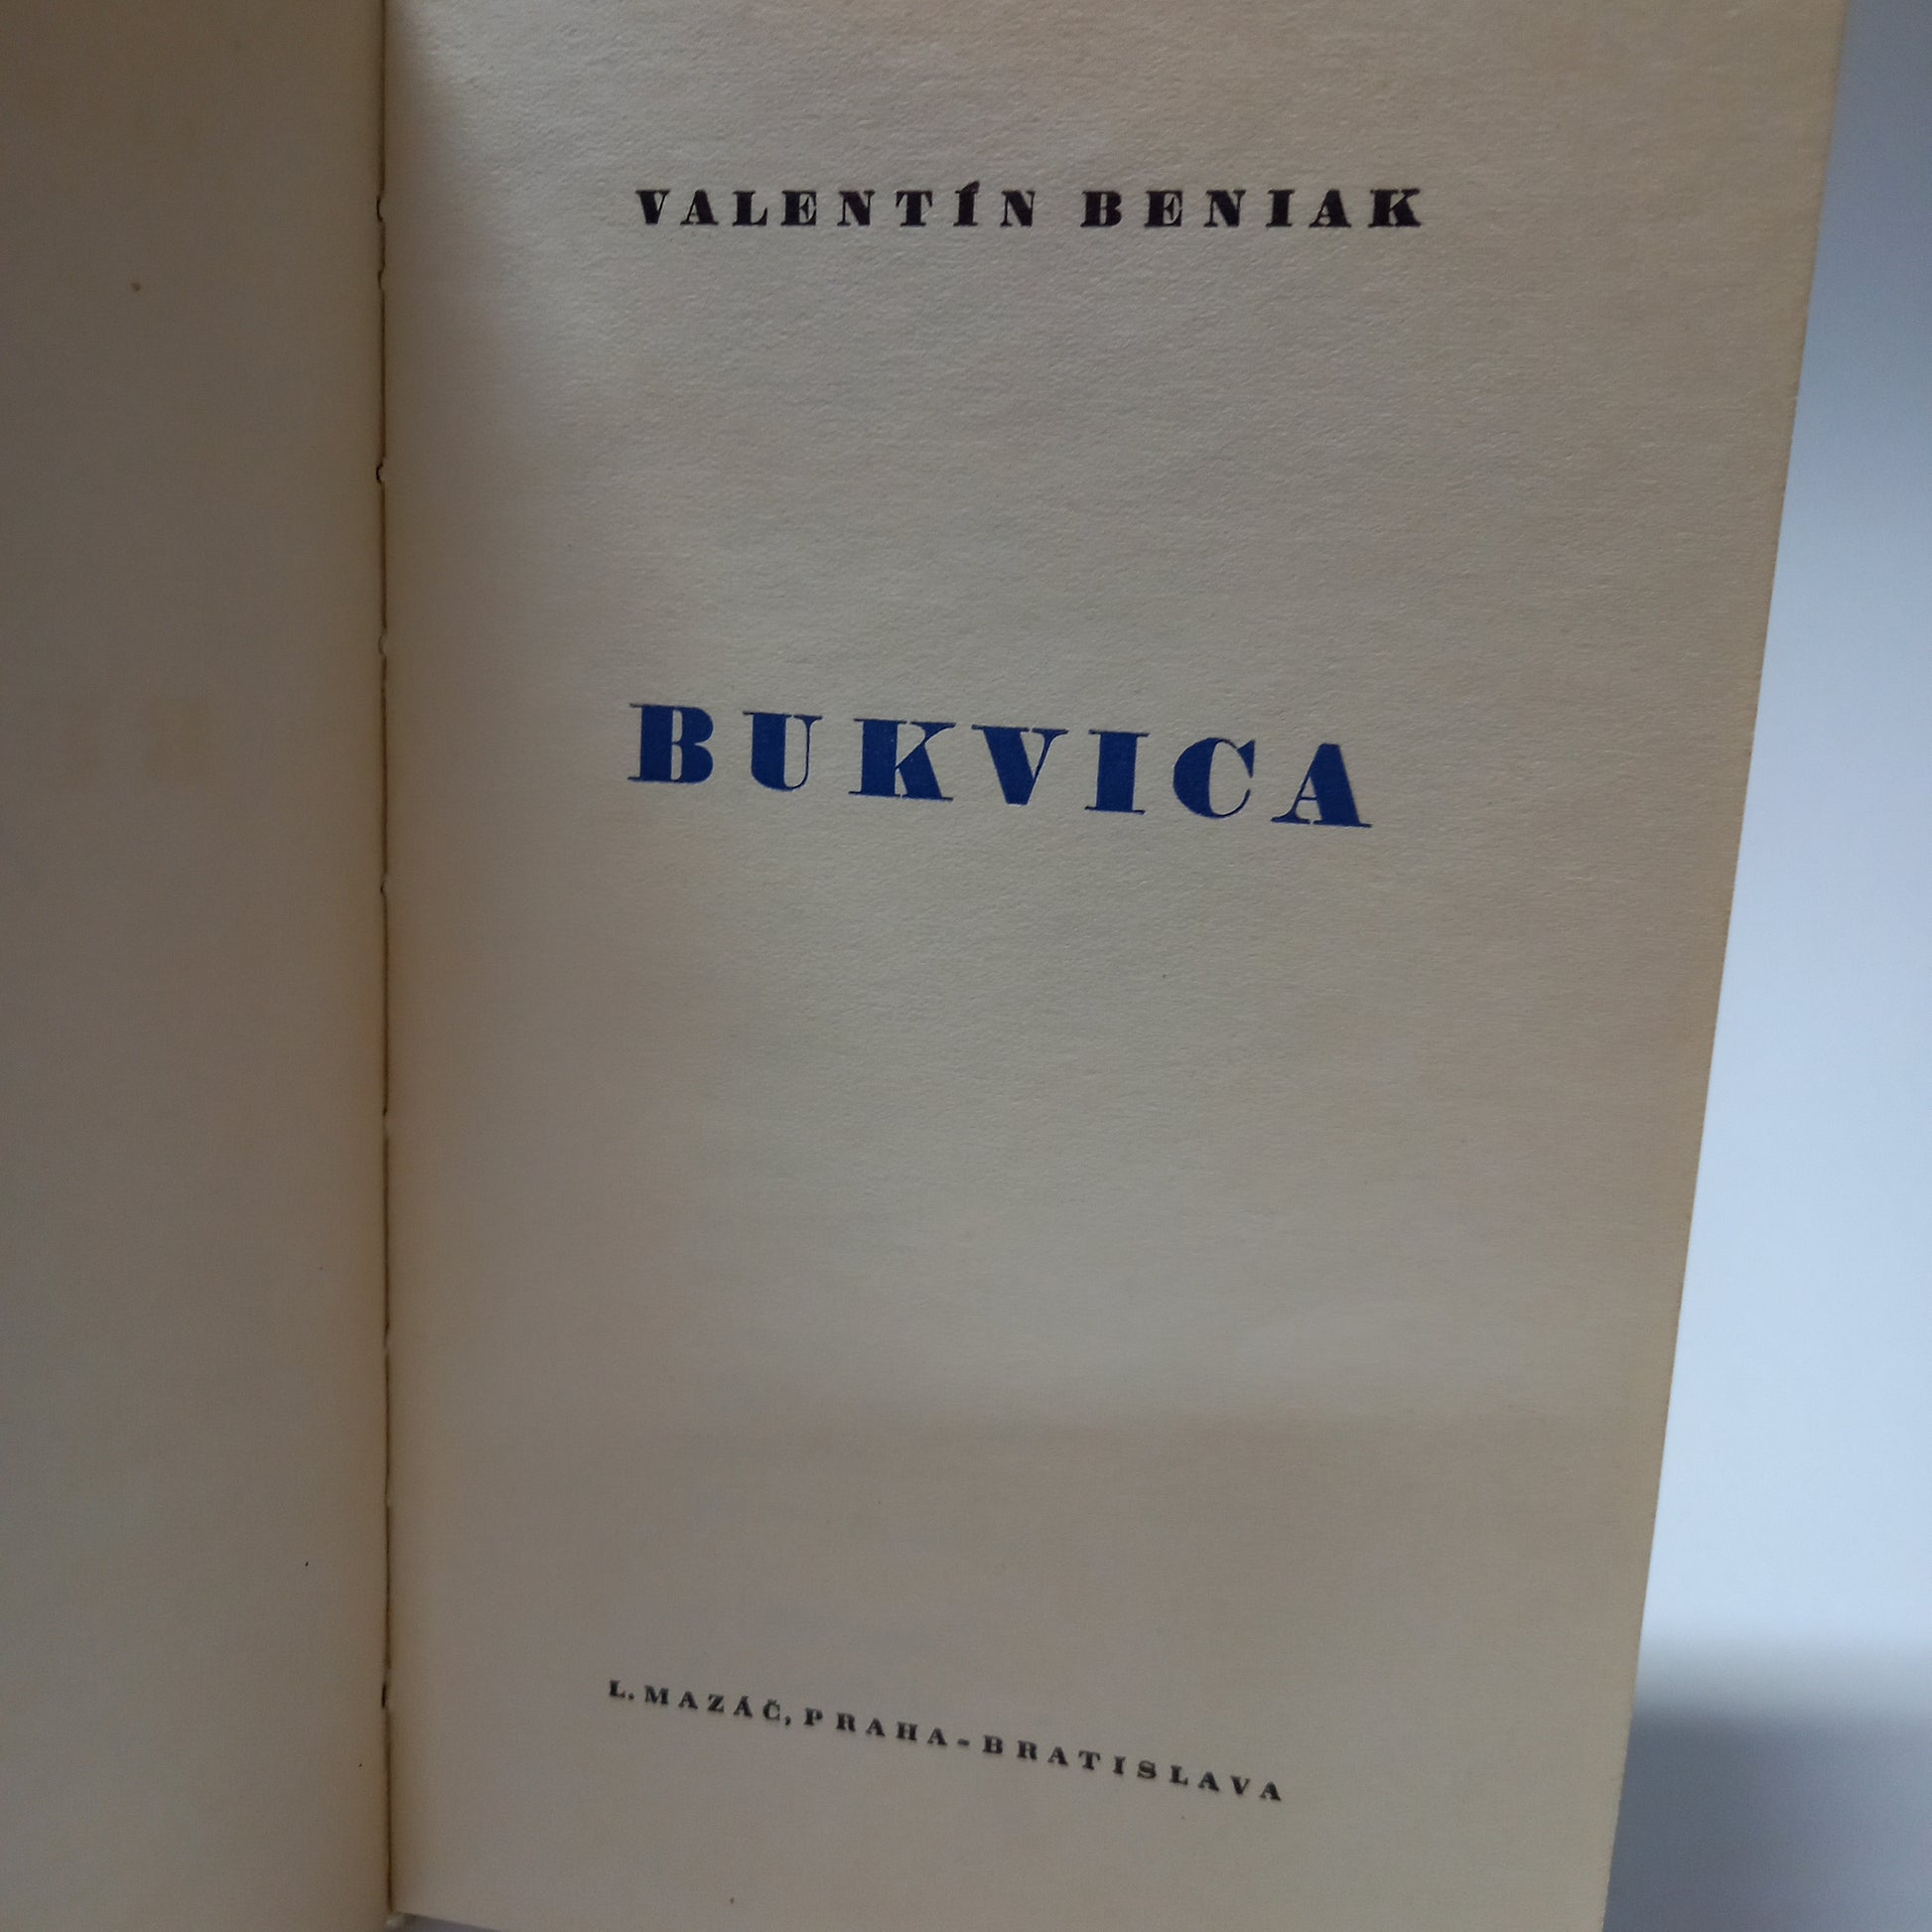 VALENTÍN BENIAK
BUKVICA
L. MAZÁČ, PRAHA - BRATISLAVA